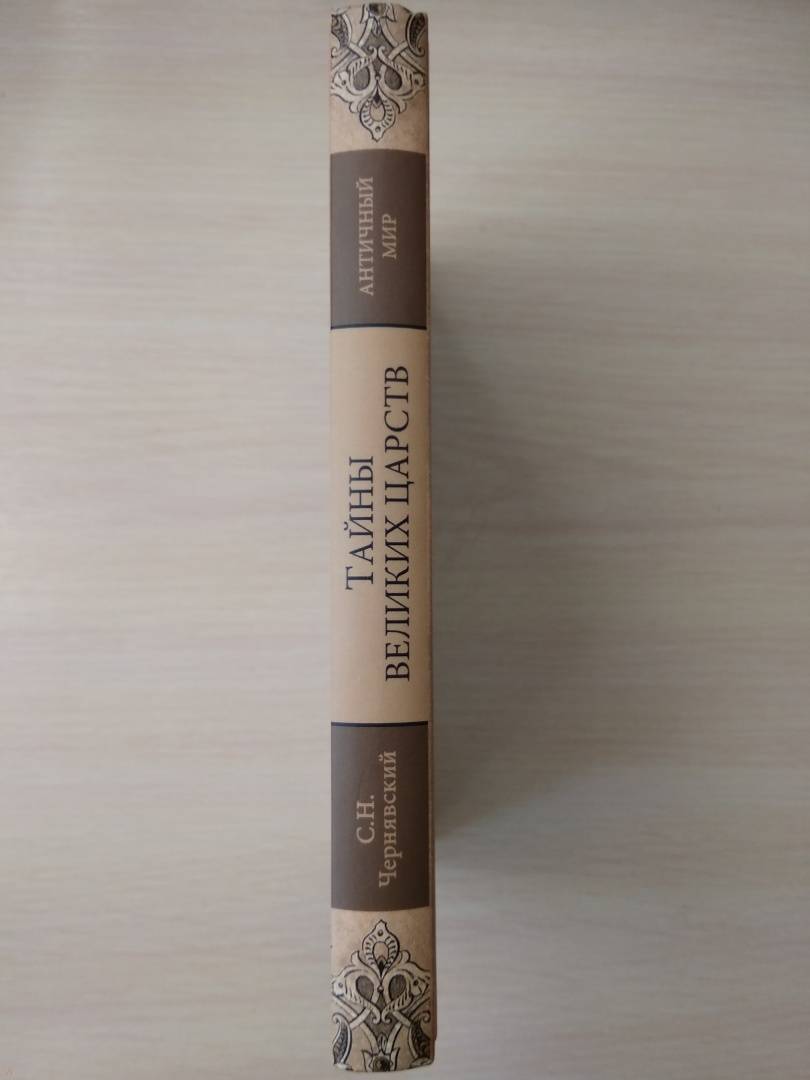 С.Н.
Чернявский
Тайны
великих царств
античный
мир